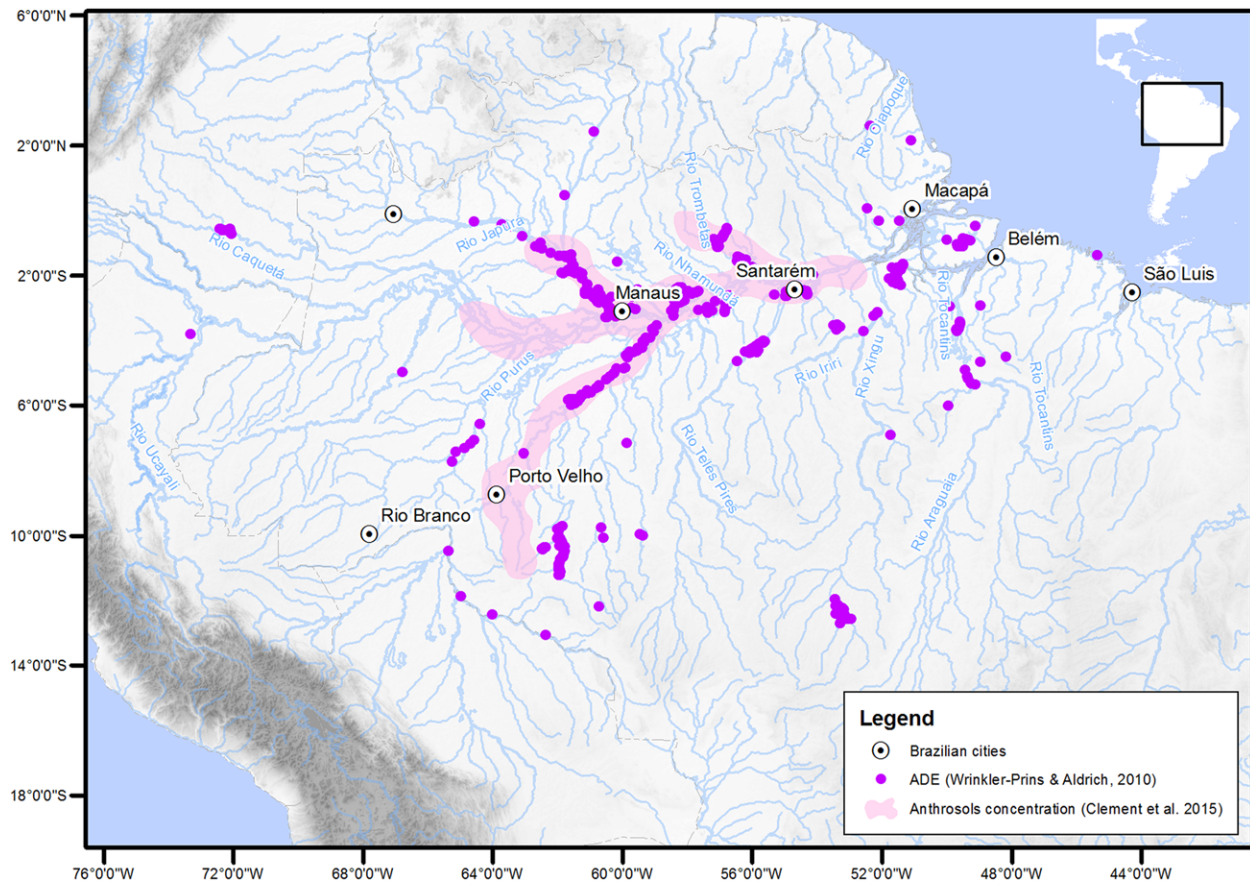 6°0'0"N
2°0'0"N
2°0'0"S
6°0'0"S
10°0'0"S
14°0'0"S
18°0'0"S
Rio Oiapoque
Rio Trombetas
Macapá
Rio Japurá
Rio Caquetá
Belém
Rio Nhamundá
Santarém
São Luis
Manaus
Rio Tocantins
Rio Purus
Rio Iriri
Rio Xingu
Rio Tocantins
Rio Ucayali
Rio Teles Pires
Porto Velho
Rio Araguaia
Rio Branco
Legend
Brazilian cities
ADE (Wrinkler-Prins & Aldrich, 2010)
Anthrosols concentration (Clement et al. 2015)
76°0'0"W 72°0'0"W 68°0'0"W 64°0'0"W 60°0'0"W 56°0'0"W 52°0'0"W 48°0'0"W 44°0'0"W